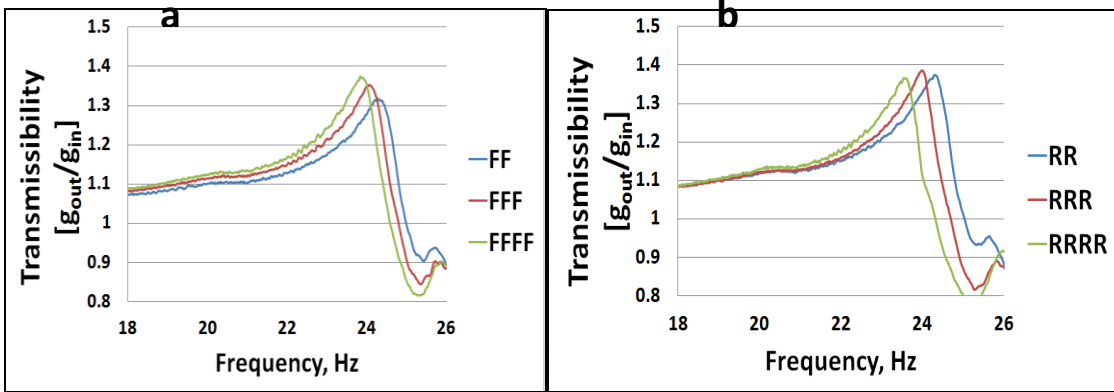 a
Transmissibility
[gout/gin]
1.5
1.4
1.3
1.2
1.1
1
0.9
0.8
18 20 22 24 26
Frequency, Hz
FF
FFF
FFFF
b
Transmissibility
[gout/gin]
1.5
1.4
1.3
1.2
1.1
1
0.9
0.8
18 20 22 24 26
Frequency, Hz
RR
RRR
RRRR